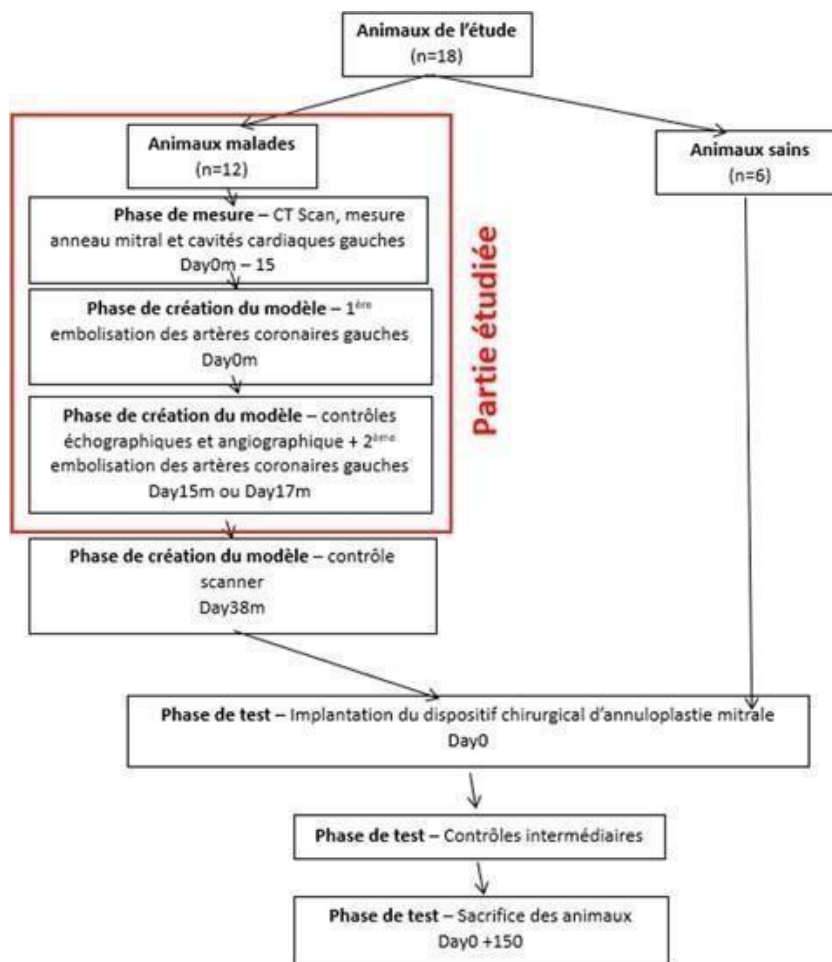 Animaux de l'étude
(n=18)
Animaux malades
(n=12)
Animaux sains
(n=6)
Phase de mesure – CT Scan, mesure
anneau mitral et cavités cardiaques gauches
Day0m – 15
Phase de création du modèle – 1ère
embolisation des artères coronaires gauches
Day0m
Phase de création du modèle – contrôles
échographiques et angiographique + 2ème
embolisation des artères coronaires gauches
Day15m ou Day17m
Partie étudiée
Phase de création du modèle – contrôle
scanner
Day38m
Phase de test – Implantation du dispositif chirurgical d'annuloplastie mitrale
Day0
Phase de test – Contrôles intermédiaires
Phase de test – Sacrifice des animaux
Day0 +150